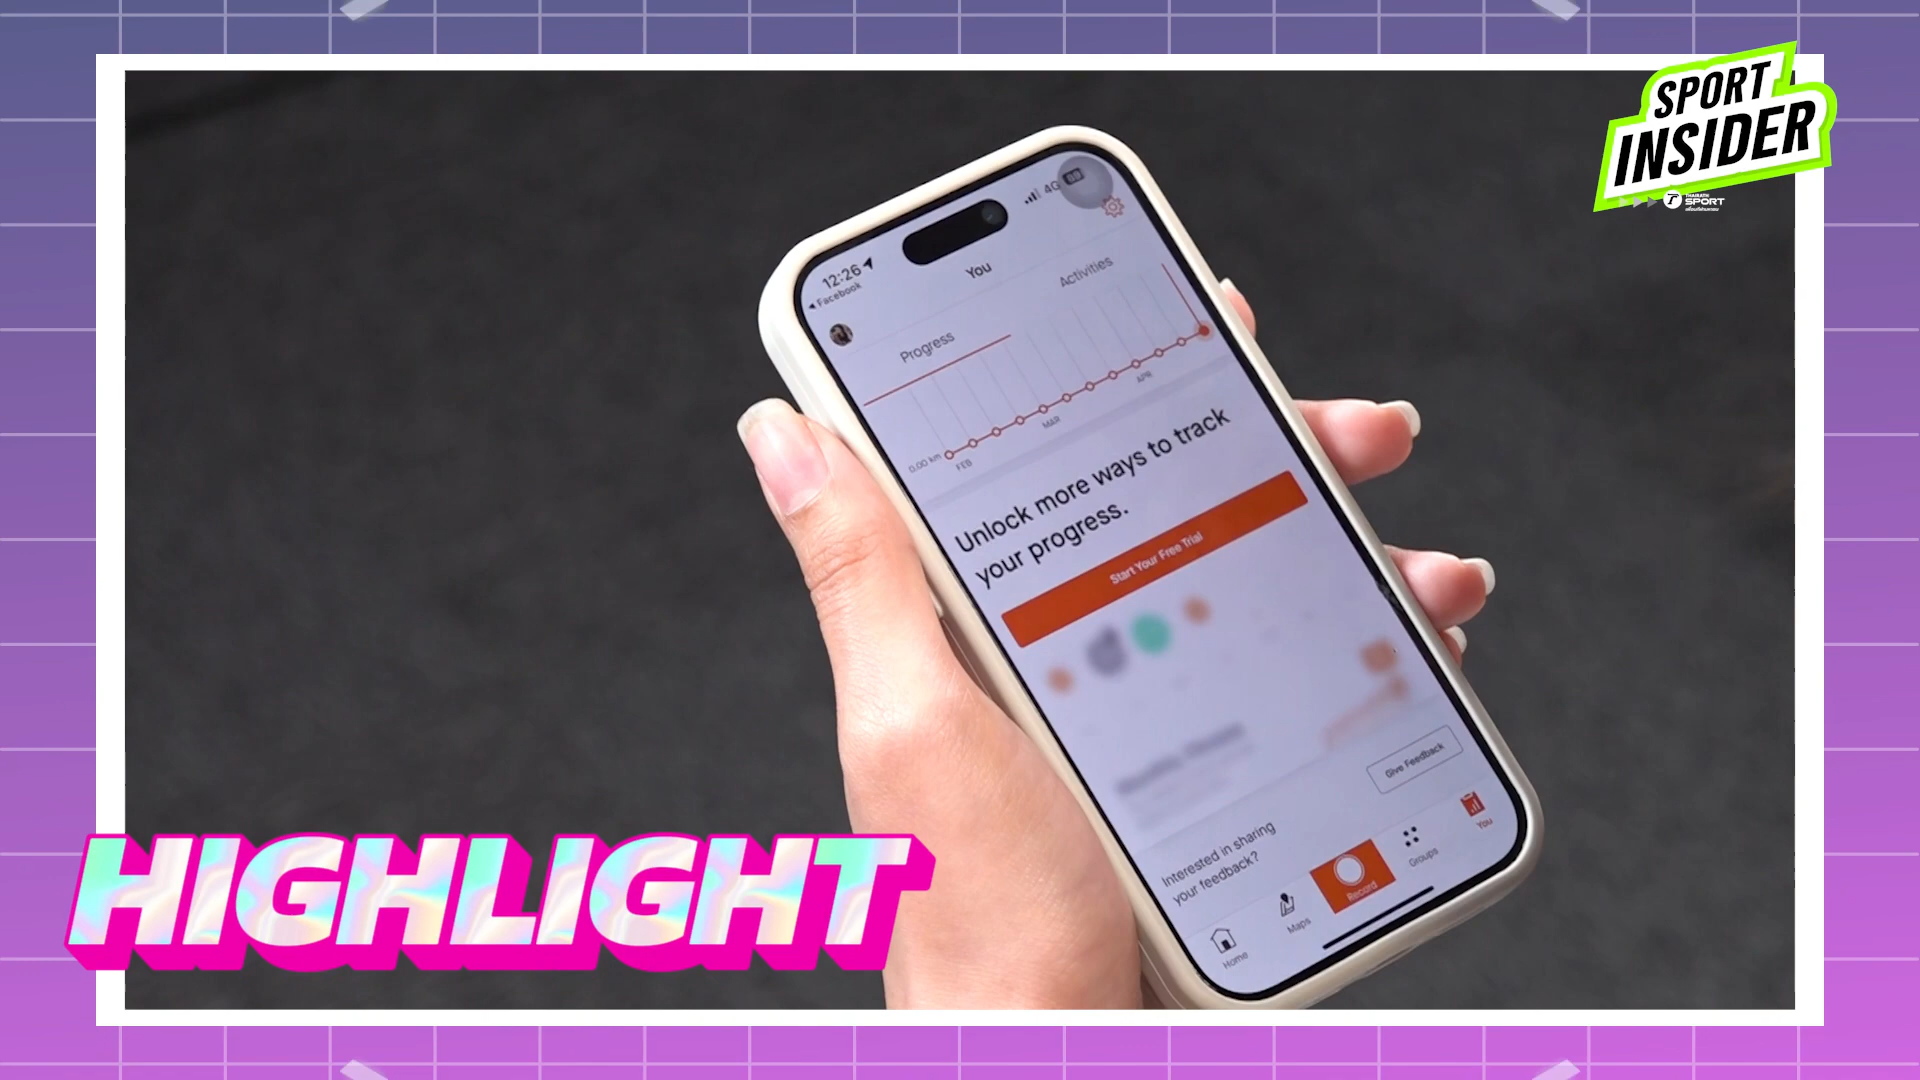 SPORT
INSIDER
THAIRATH
SPORT
12:26
4G
Facebook
You
Progress
Activities
0.00 km
FEB
MAR
APR
Unlock more ways to track
your progress.
Start Your Free Trial
Interested in sharing
your feedback?
Give Feedback
Home
Maps
Record
Groups
You
HIGHLIGHT